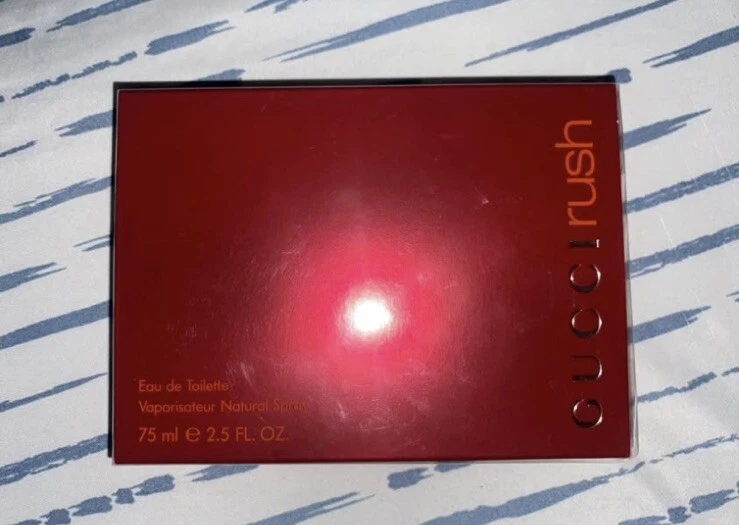 GUCCI rush
Eau de Toilette
Vaporisateur Natural Spray
75 ml ℮ 2.5 FL. OZ.